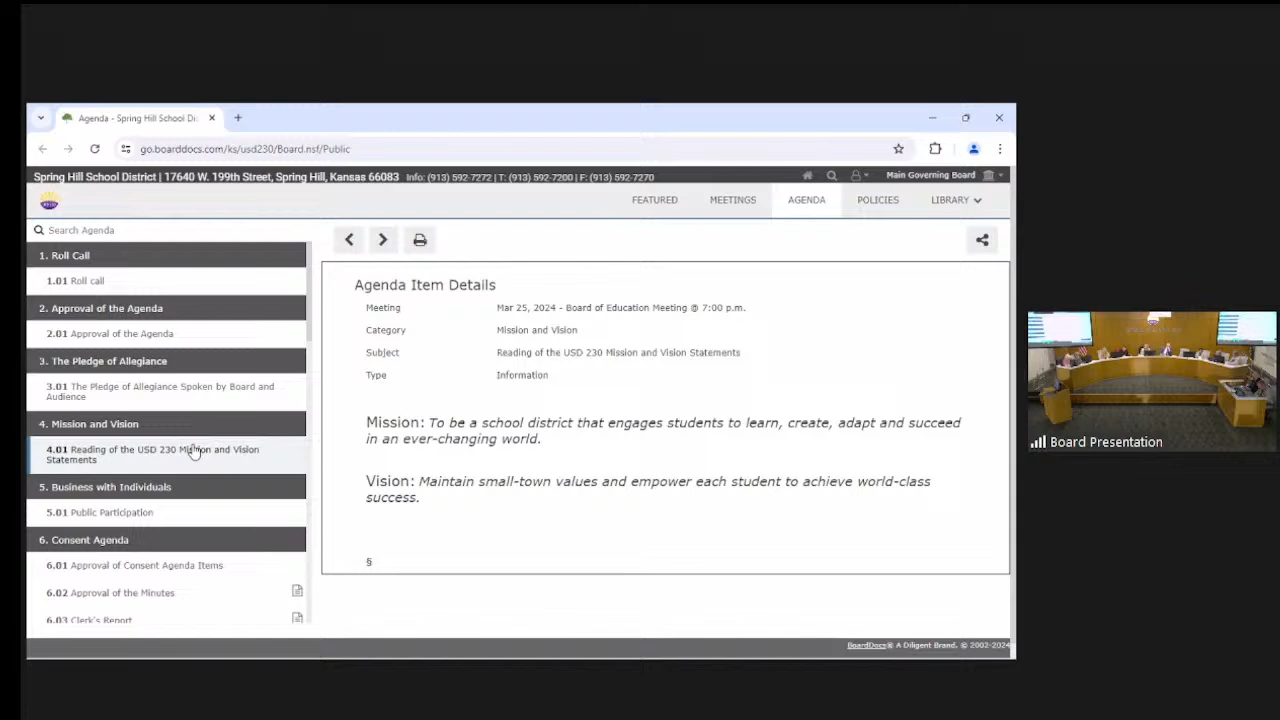 Agenda - Spring Hill School Di
go.boarddocs.com/ks/usd230/Board.nsf/Public
Spring Hill School District | 17640 W. 199th Street, Spring Hill, Kansas 66083 Info: (913) 592-7272 | T: (913) 592-7200 | F: (913) 592-7270
Main Governing Board
FEATURED MEETINGS AGENDA POLICIES LIBRARY
Search Agenda
1. Roll Call
1.01 Roll call
2. Approval of the Agenda
2.01 Approval of the Agenda
3. The Pledge of Allegiance
3.01 The Pledge of Allegiance Spoken by Board and
Audience
4. Mission and Vision
4.01 Reading of the USD 230 Mission and Vision
Statements
5. Business with Individuals
5.01 Public Participation
6. Consent Agenda
6.01 Approval of Consent Agenda Items
6.02 Approval of the Minutes
6.03 Clerk's Report
Agenda Item Details
Meeting Mar 25, 2024 - Board of Education Meeting @ 7:00 p.m.
Category Mission and Vision
Subject Reading of the USD 230 Mission and Vision Statements
Type Information
Mission: To be a school district that engages students to learn, create, adapt and succeed
in an ever-changing world.
Vision: Maintain small-town values and empower each student to achieve world-class
success.
§
BoardDocs® A Diligent Brand. © 2002-2024
Board Presentation